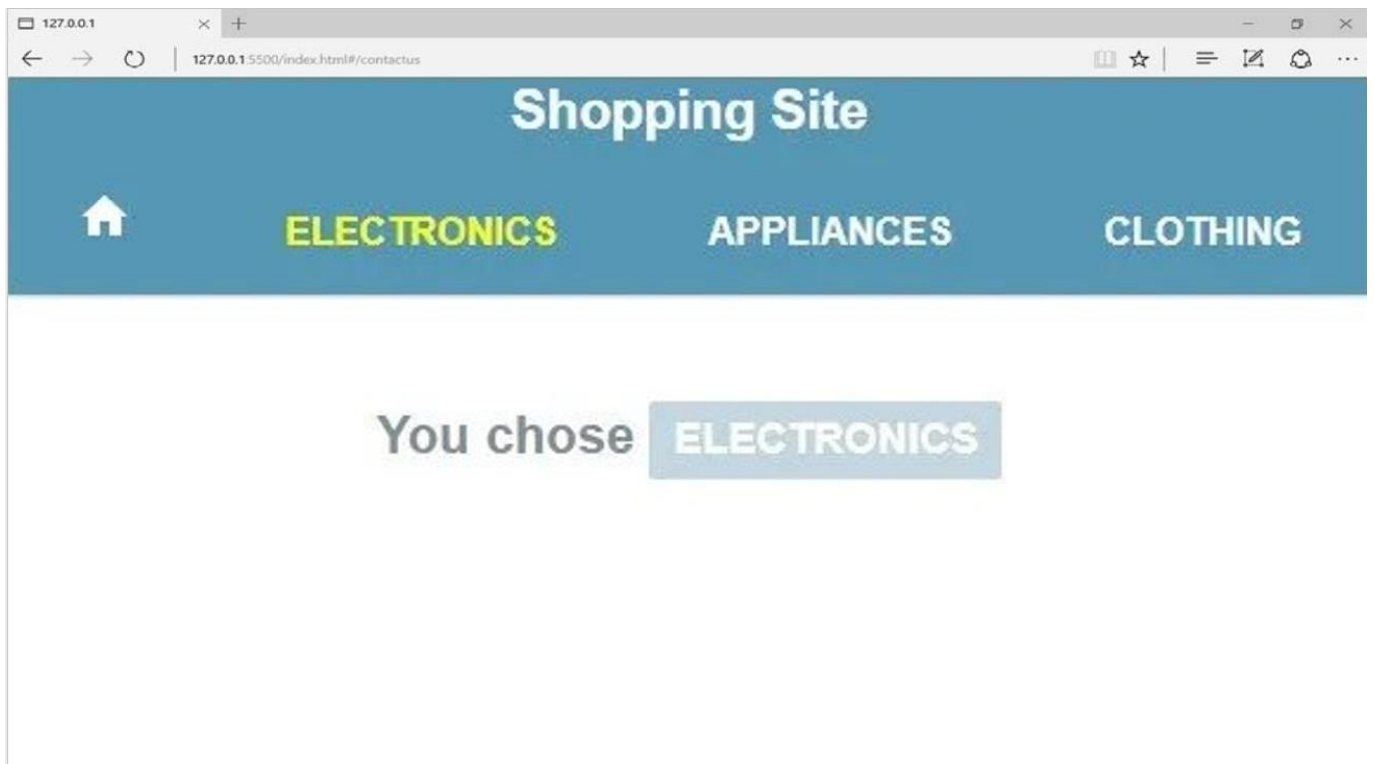 127.0.0.1
127.0.0.1:5500/index.html#/contactus
Shopping Site
ELECTRONICS APPLIANCES CLOTHING
You chose ELECTRONICS